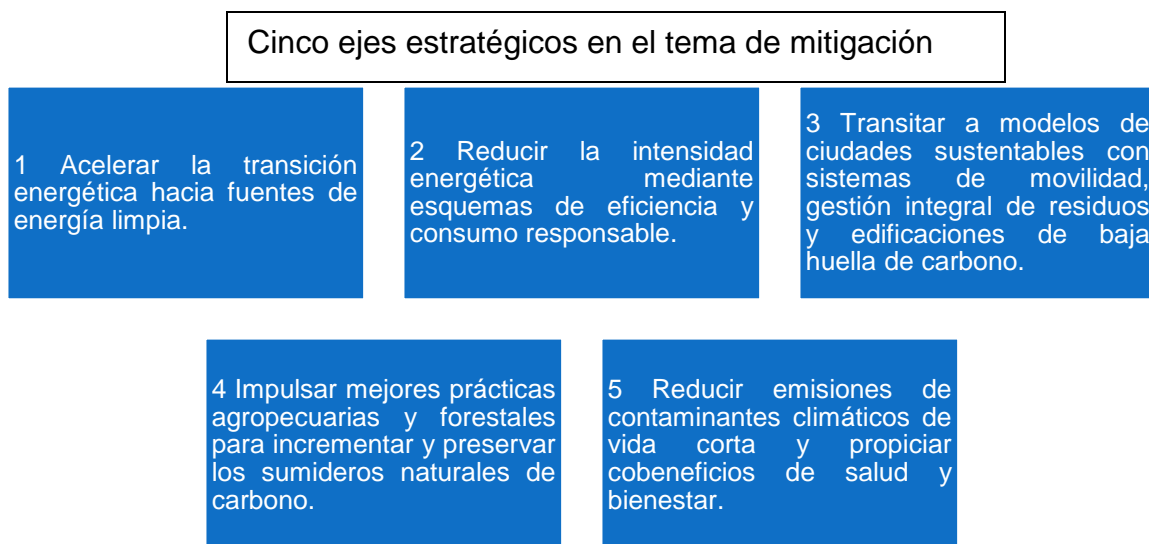 Cinco ejes estratégicos en el tema de mitigación
1 Acelerar la transición
energética hacia fuentes de
energía limpia.
2 Reducir la intensidad
energética mediante
esquemas de eficiencia y
consumo responsable.
3 Transitar a modelos de
ciudades sustentables con
sistemas de movilidad,
gestión integral de residuos
y edificaciones de baja
huella de carbono.
4 Impulsar mejores prácticas
agropecuarias y forestales
para incrementar y preservar
los sumideros naturales de
carbono.
5 Reducir emisiones de
contaminantes climáticos de
vida corta y propiciar
cobeneficios de salud y
bienestar.